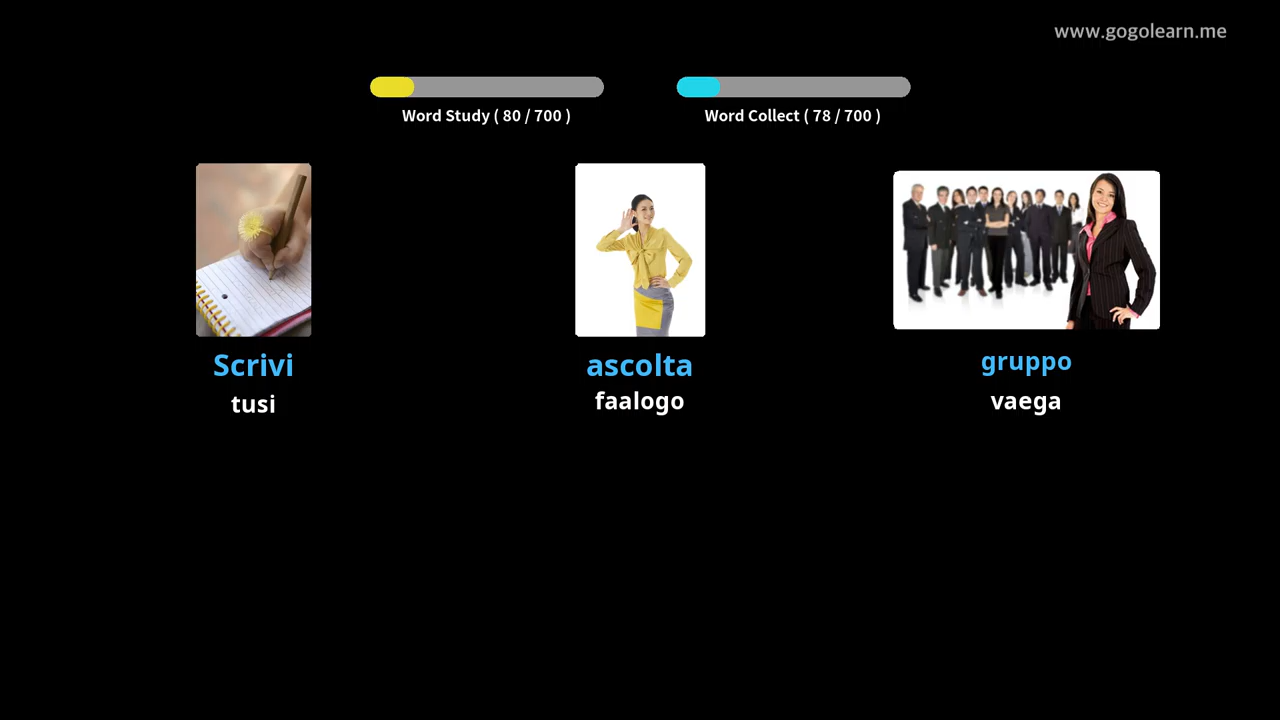 www.gogolearn.me
Word Study ( 80 / 700 )
Word Collect ( 78 / 700 )
Scrivi
tusi
ascolta
faalogo
gruppo
vaega